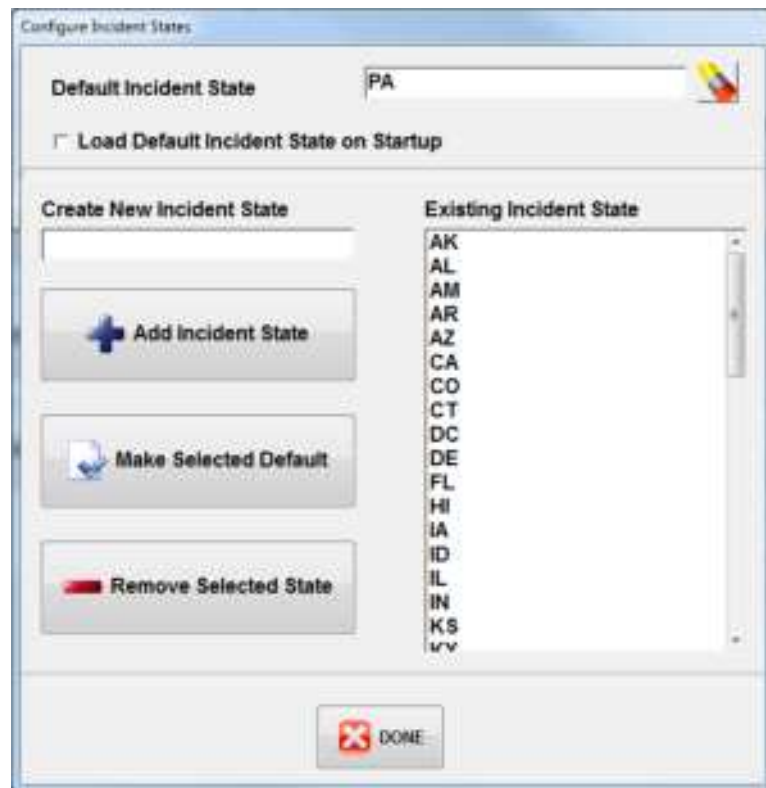 Configure Incident States
Default Incident State
PA
Load Default Incident State on Startup
Create New Incident State
Add Incident State
Make Selected Default
Remove Selected State
Existing Incident State
AK
AL
AM
AR
AZ
CA
CO
CT
DC
DE
FL
HI
IA
ID
IL
IN
KS
KY
DONE